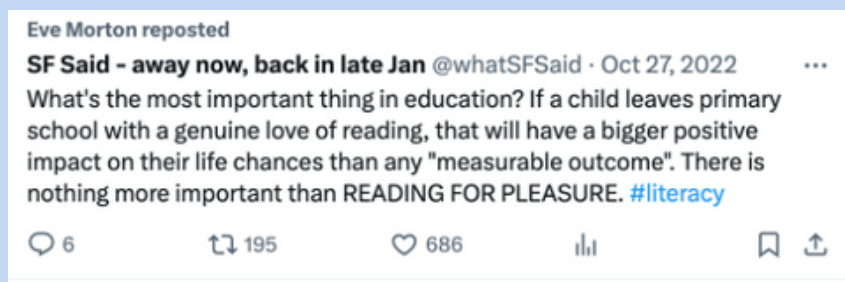 Eve Morton reposted
SF Said - away now, back in late Jan @whatSFSaid · Oct 27, 2022 ...
What's the most important thing in education? If a child leaves primary
school with a genuine love of reading, that will have a bigger positive
impact on their life chances than any "measurable outcome". There is
nothing more important than READING FOR PLEASURE. #literacy
6 195 686